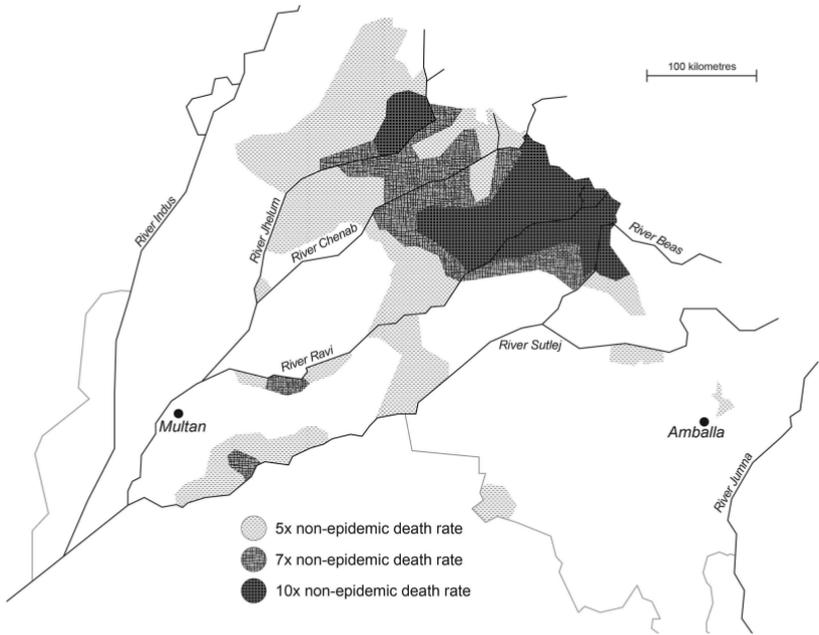 100 kilometres
River Indus
River Jhelum
River Chenab
River Beas
River Ravi
River Sutlej
Multan
Amballa
River Jumna
5x non-epidemic death rate
7x non-epidemic death rate
10x non-epidemic death rate